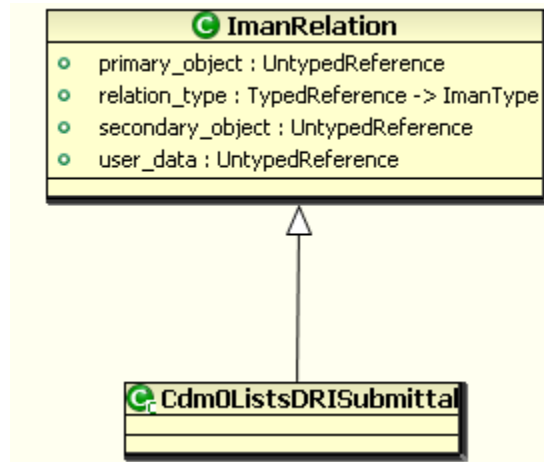 C ImanRelation
primary_object : UntypedReference
relation_type : TypedReference -> ImanType
secondary_object : UntypedReference
user_data : UntypedReference
C C Cdm0ListsDRISubmittal